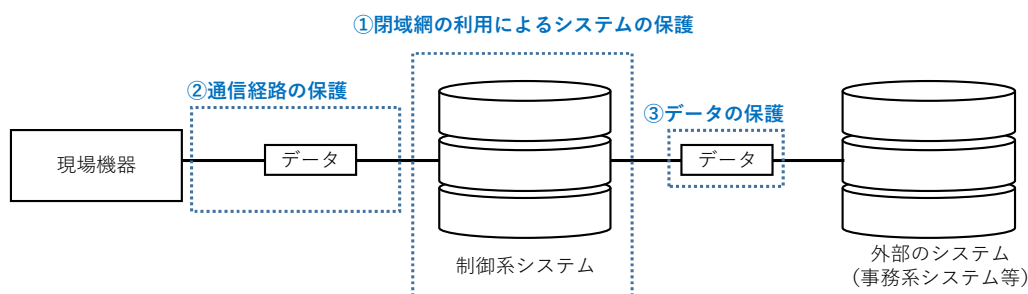 ①閉域網の利用によるシステムの保護
②通信経路の保護
③データの保護
現場機器
データ
データ
制御系システム
外部のシステム
(事務系システム等)